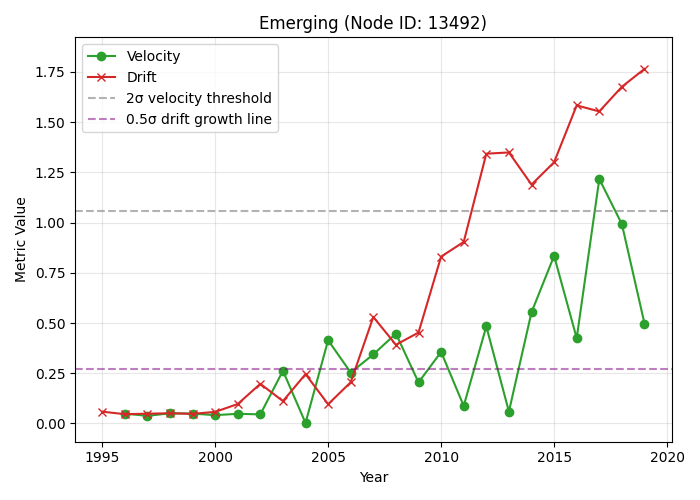 Emerging (Node ID: 13492)
Velocity
Drift
2σ velocity threshold
0.5σ drift growth line
Metric Value
1.75
1.50
1.25
1.00
0.75
0.50
0.25
0.00
1995 2000 2005 2010 2015 2020
Year